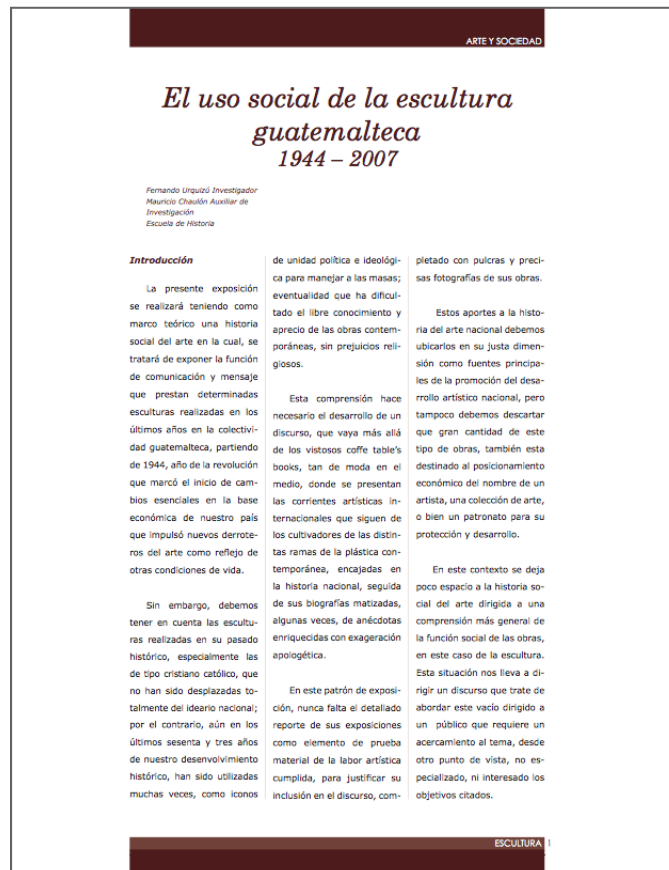 ARTE Y SOCIEDAD
El uso social de la escultura
guatemalteca
1944 – 2007
Fernando Urquizú Investigador
Mauricio Chaulón Auxiliar de
Investigación
Escuela de Historia
Introducción
La presente exposición
se realizará teniendo como
marco teórico una historia
social del arte en la cual, se
tratará de exponer la función
de comunicación y mensaje
que prestan determinadas
esculturas realizadas en los
últimos años en la colectivi-
dad guatemalteca, partiendo
de 1944, año de la revolución
que marcó el inicio de cam-
bios esenciales en la base
económica de nuestro país
que impulsó nuevos derrote-
ros del arte como reflejo de
otras condiciones de vida.
Sin embargo, debemos
tener en cuenta las escultu-
ras realizadas en su pasado
histórico, especialmente las
de tipo cristiano católico, que
no han sido desplazadas to-
talmente del ideario nacional;
por el contrario, aún en los
últimos sesenta y tres años
de nuestro desenvolvimiento
histórico, han sido utilizadas
muchas veces, como iconos
de unidad política e ideológi-
ca para manejar a las masas;
eventualidad que ha dificul-
tado el libre conocimiento y
aprecio de las obras contem-
poráneas, sin prejuicios reli-
giosos.
Esta comprensión hace
necesario el desarrollo de un
discurso, que vaya más allá
de los vistosos coffe table's
books, tan de moda en el
medio, donde se presentan
las corrientes artísticas in-
ternacionales que siguen de
los cultivadores de las distin-
tas ramas de la plástica con-
temporánea, encajadas en
la historia nacional, seguida
de sus biografías matizadas,
algunas veces, de anécdotas
enriquecidas con exageración
apologética.
En este patrón de exposi-
ción, nunca falta el detallado
reporte de sus exposiciones
como elemento de prueba
material de la labor artística
cumplida, para justificar su
inclusión en el discurso, com-
pletado con pulcras y preci-
sas fotografías de sus obras.
Estos aportes a la histo-
ria del arte nacional debemos
ubicarlos en su justa dimen-
sión como fuentes principa-
les de la promoción del desa-
rrollo artístico nacional, pero
tampoco debemos descartar
que gran cantidad de este
tipo de obras, también esta
destinado al posicionamiento
económico del nombre de un
artista, una colección de arte,
o bien un patronato para su
protección y desarrollo.
En este contexto se deja
poco espacio a la historia so-
cial del arte dirigida a una
comprensión más general de
la función social de las obras,
en este caso de la escultura.
Esta situación nos lleva a di-
rigir un discurso que trate de
abordar este vacío dirigido a
un público que requiere un
acercamiento al tema, desde
otro punto de vista, no es-
pecializado, ni interesado los
objetivos citados.
ESCULTURA 1